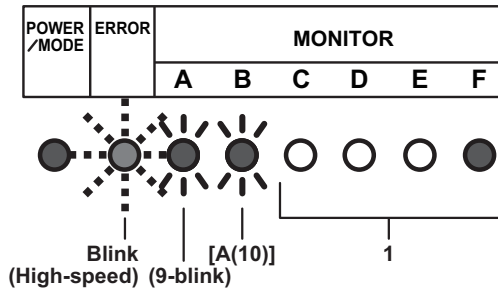 POWER ERROR MONITOR
/MODE
A B C D E F
Blink [A(10)] 1
(High-speed) (9-blink)